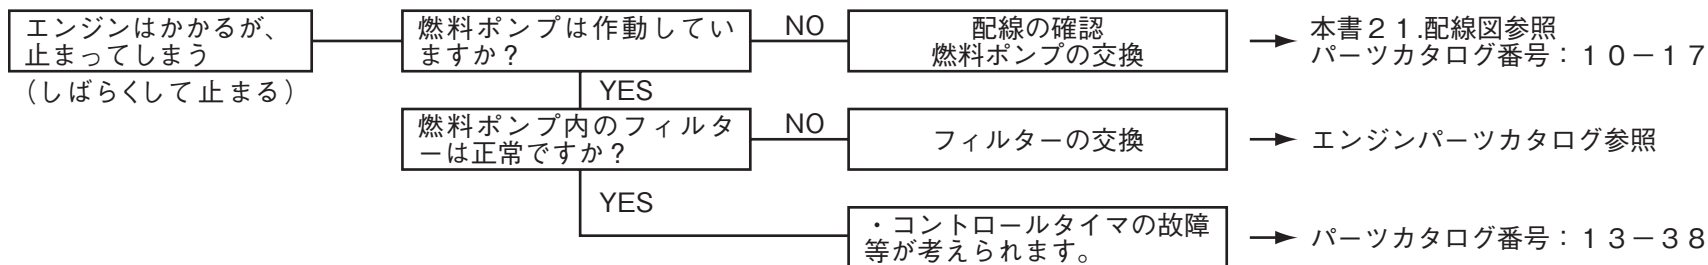 エンジンはかかるが、
止まってしまう
(しばらくして止まる)
燃料ポンプは作動してい
ますか？
NO
配線の確認
燃料ポンプの交換
本書２１.配線図参照
パーツカタログ番号：１０－１７
YES
燃料ポンプ内のフィルタ
ーは正常ですか？
NO
フィルターの交換
エンジンパーツカタログ参照
YES
・コントロールタイマの故障
等が考えられます。
パーツカタログ番号：１３－３８